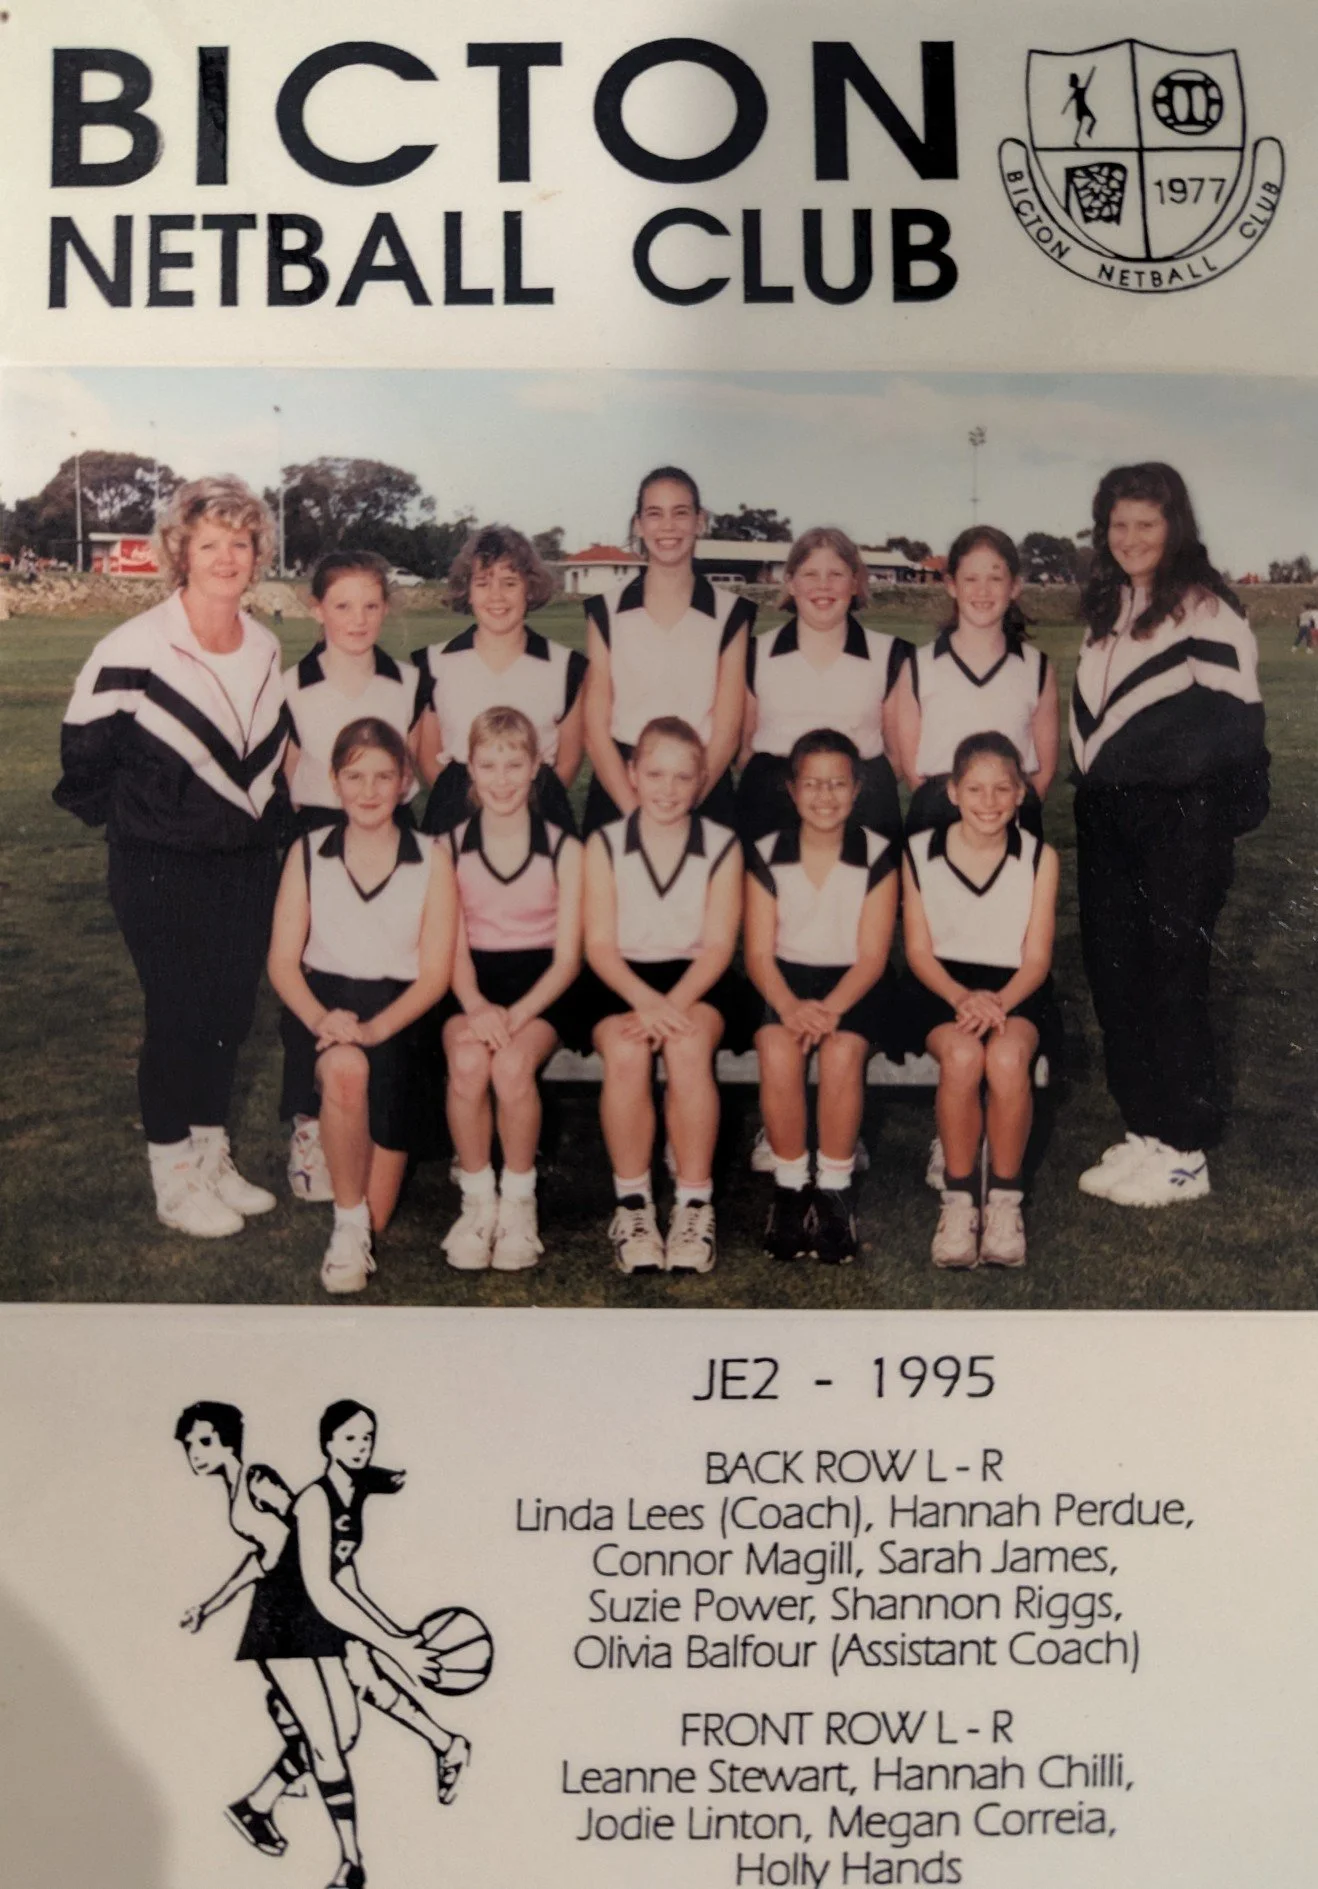 BICTON
NETBALL CLUB
1977
BICTON NETBALL CLUB
JE2 - 1995
BACK ROW L - R
Linda Lees (Coach), Hannah Perdue,
Connor Magill, Sarah James,
Suzie Power, Shannon Riggs,
Olivia Balfour (Assistant Coach)
FRONT ROW L - R
Leanne Stewart, Hannah Chilli,
Jodie Linton, Megan Correia,
Holly Hands